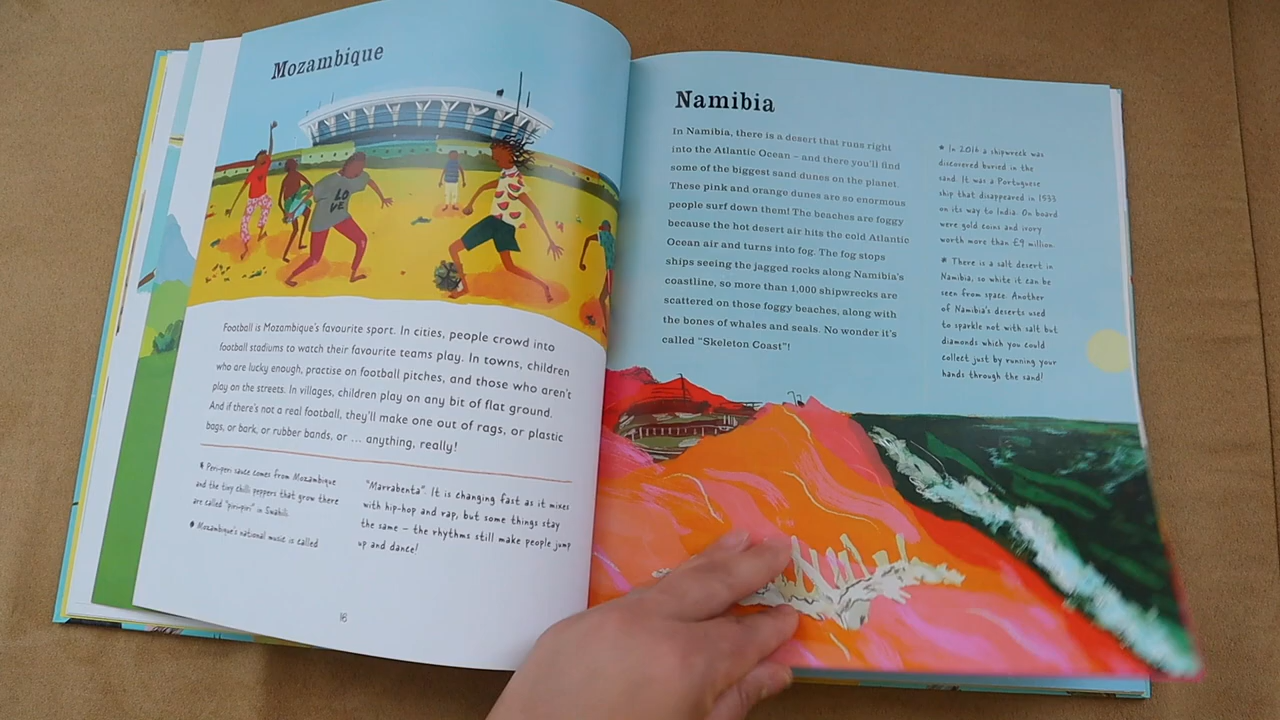 Mozambique
LO
VE
Football is Mozambique's favourite sport. In cities, people crowd into
football stadiums to watch their favourite teams play. In towns, children
who are lucky enough, practise on football pitches, and those who aren't
play on the streets. In villages, children play on any bit of flat ground.
And if there's not a real football, they'll make one out of rags, or plastic
bags, or bark, or rubber bands, or ... anything, really!
Peri-peri sauce comes from Mozambique
and the tiny chilli peppers that grow there
are called "piri-piri" in Swahili.
Mozambique's national music is called
"Marrabenta". It is changing fast as it mixes
with hip-hop and rap, but some things stay
the same – the rhythms still make people jump
up and dance!
16
Namibia
In Namibia, there is a desert that runs right
into the Atlantic Ocean – and there you'll find
some of the biggest sand dunes on the planet.
These pink and orange dunes are so enormous
people surf down them! The beaches are foggy
because the hot desert air hits the cold Atlantic
Ocean air and turns into fog. The fog stops
ships seeing the jagged rocks along Namibia's
coastline, so more than 1,000 shipwrecks are
scattered on those foggy beaches, along with
the bones of whales and seals. No wonder it's
called "Skeleton Coast"!
In 2016 a shipwreck was
discovered buried in the
sand. It was a Portuguese
ship that disappeared in 1533
on its way to India. On board
were gold coins and ivory
worth more than £9 million.
There is a salt desert in
Namibia, so white it can be
seen from space. Another
of Namibia's deserts used
to sparkle not with salt but
diamonds which you could
collect just by running your
hands through the sand!